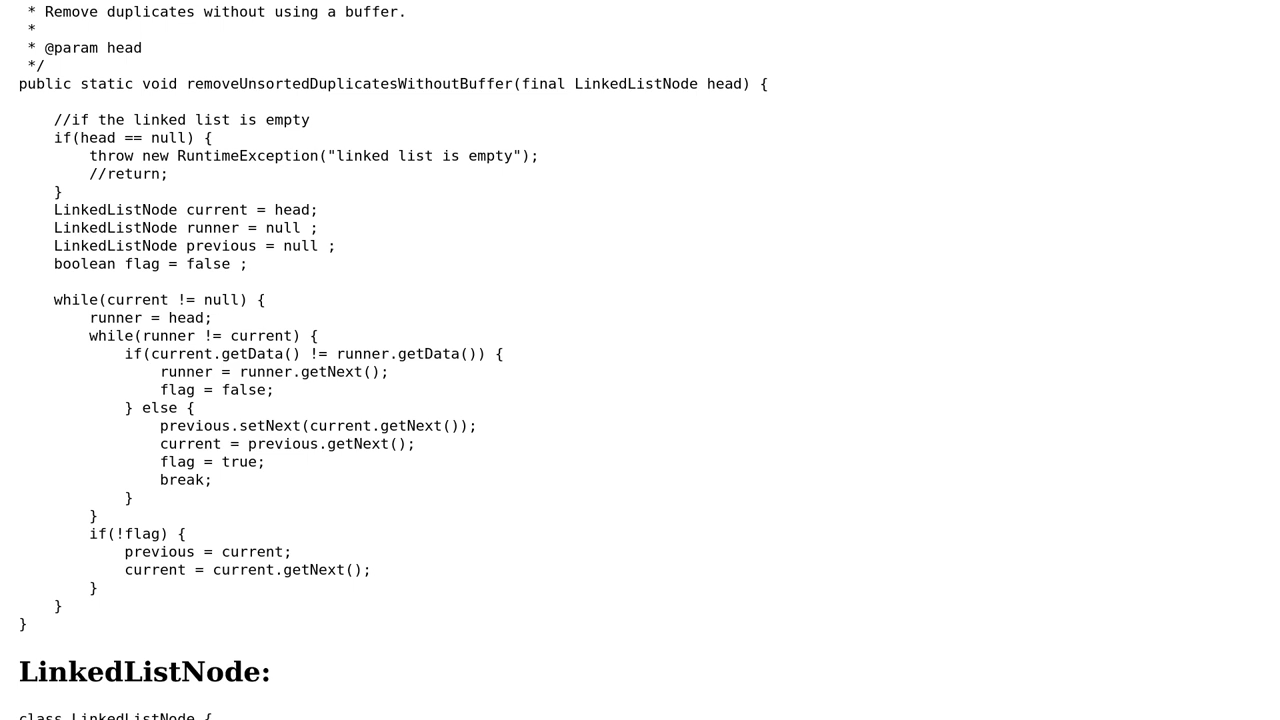 * Remove duplicates without using a buffer.
 *
 * @param head
 */
public static void removeUnsortedDuplicatesWithoutBuffer(final LinkedListNode head) {

    //if the linked list is empty
    if(head == null) {
        throw new RuntimeException("linked list is empty");
        //return;
    }
    LinkedListNode current = head;
    LinkedListNode runner = null ;
    LinkedListNode previous = null ;
    boolean flag = false ;

    while(current != null) {
        runner = head;
        while(runner != current) {
            if(current.getData() != runner.getData()) {
                runner = runner.getNext();
                flag = false;
            } else {
                previous.setNext(current.getNext());
                current = previous.getNext();
                flag = true;
                break;
            }
        }
        if(!flag) {
            previous = current;
            current = current.getNext();
        }
    }
}
LinkedListNode:
class LinkedListNode {